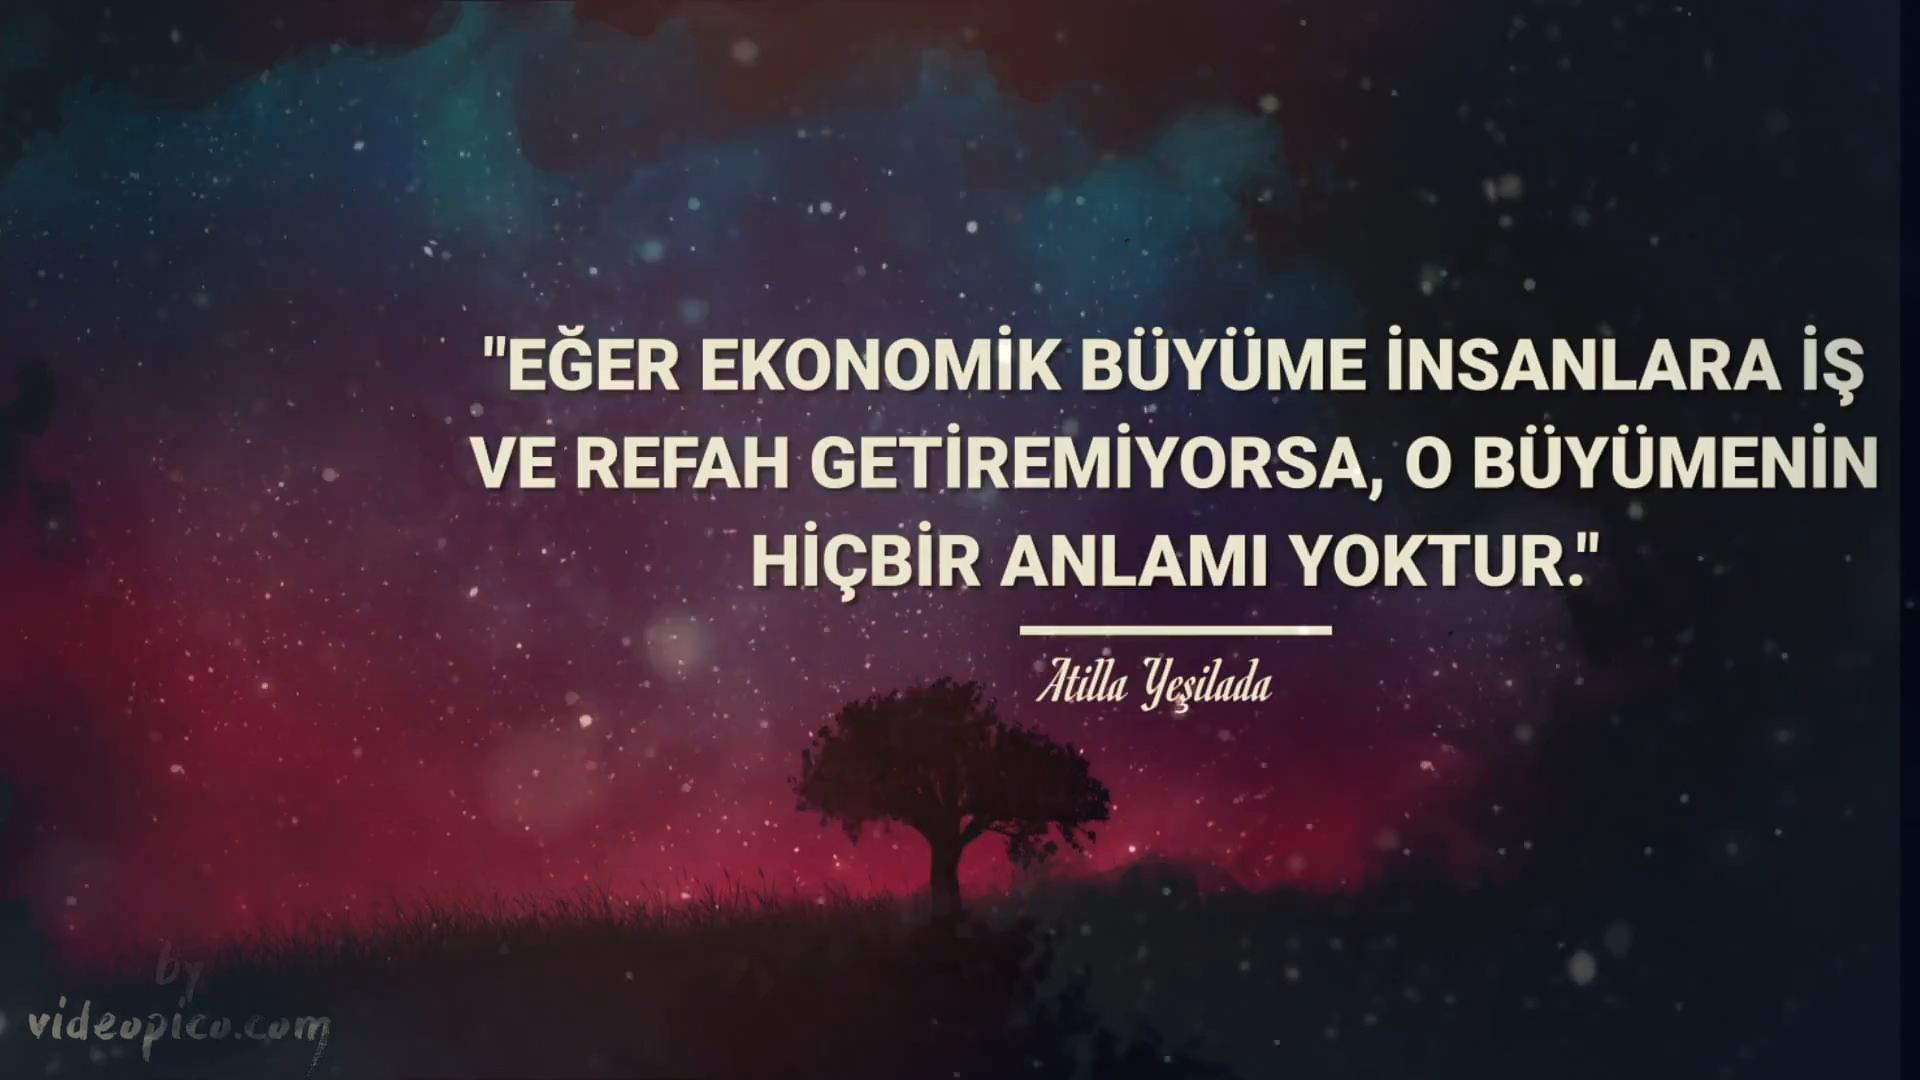 "EĞER EKONOMİK BÜYÜME İNSANLARA İŞ
VE REFAH GETİREMİYORSA, O BÜYÜMENİN
HİÇBİR ANLAMI YOKTUR."
Atilla Yeşilada
by
videopico.com